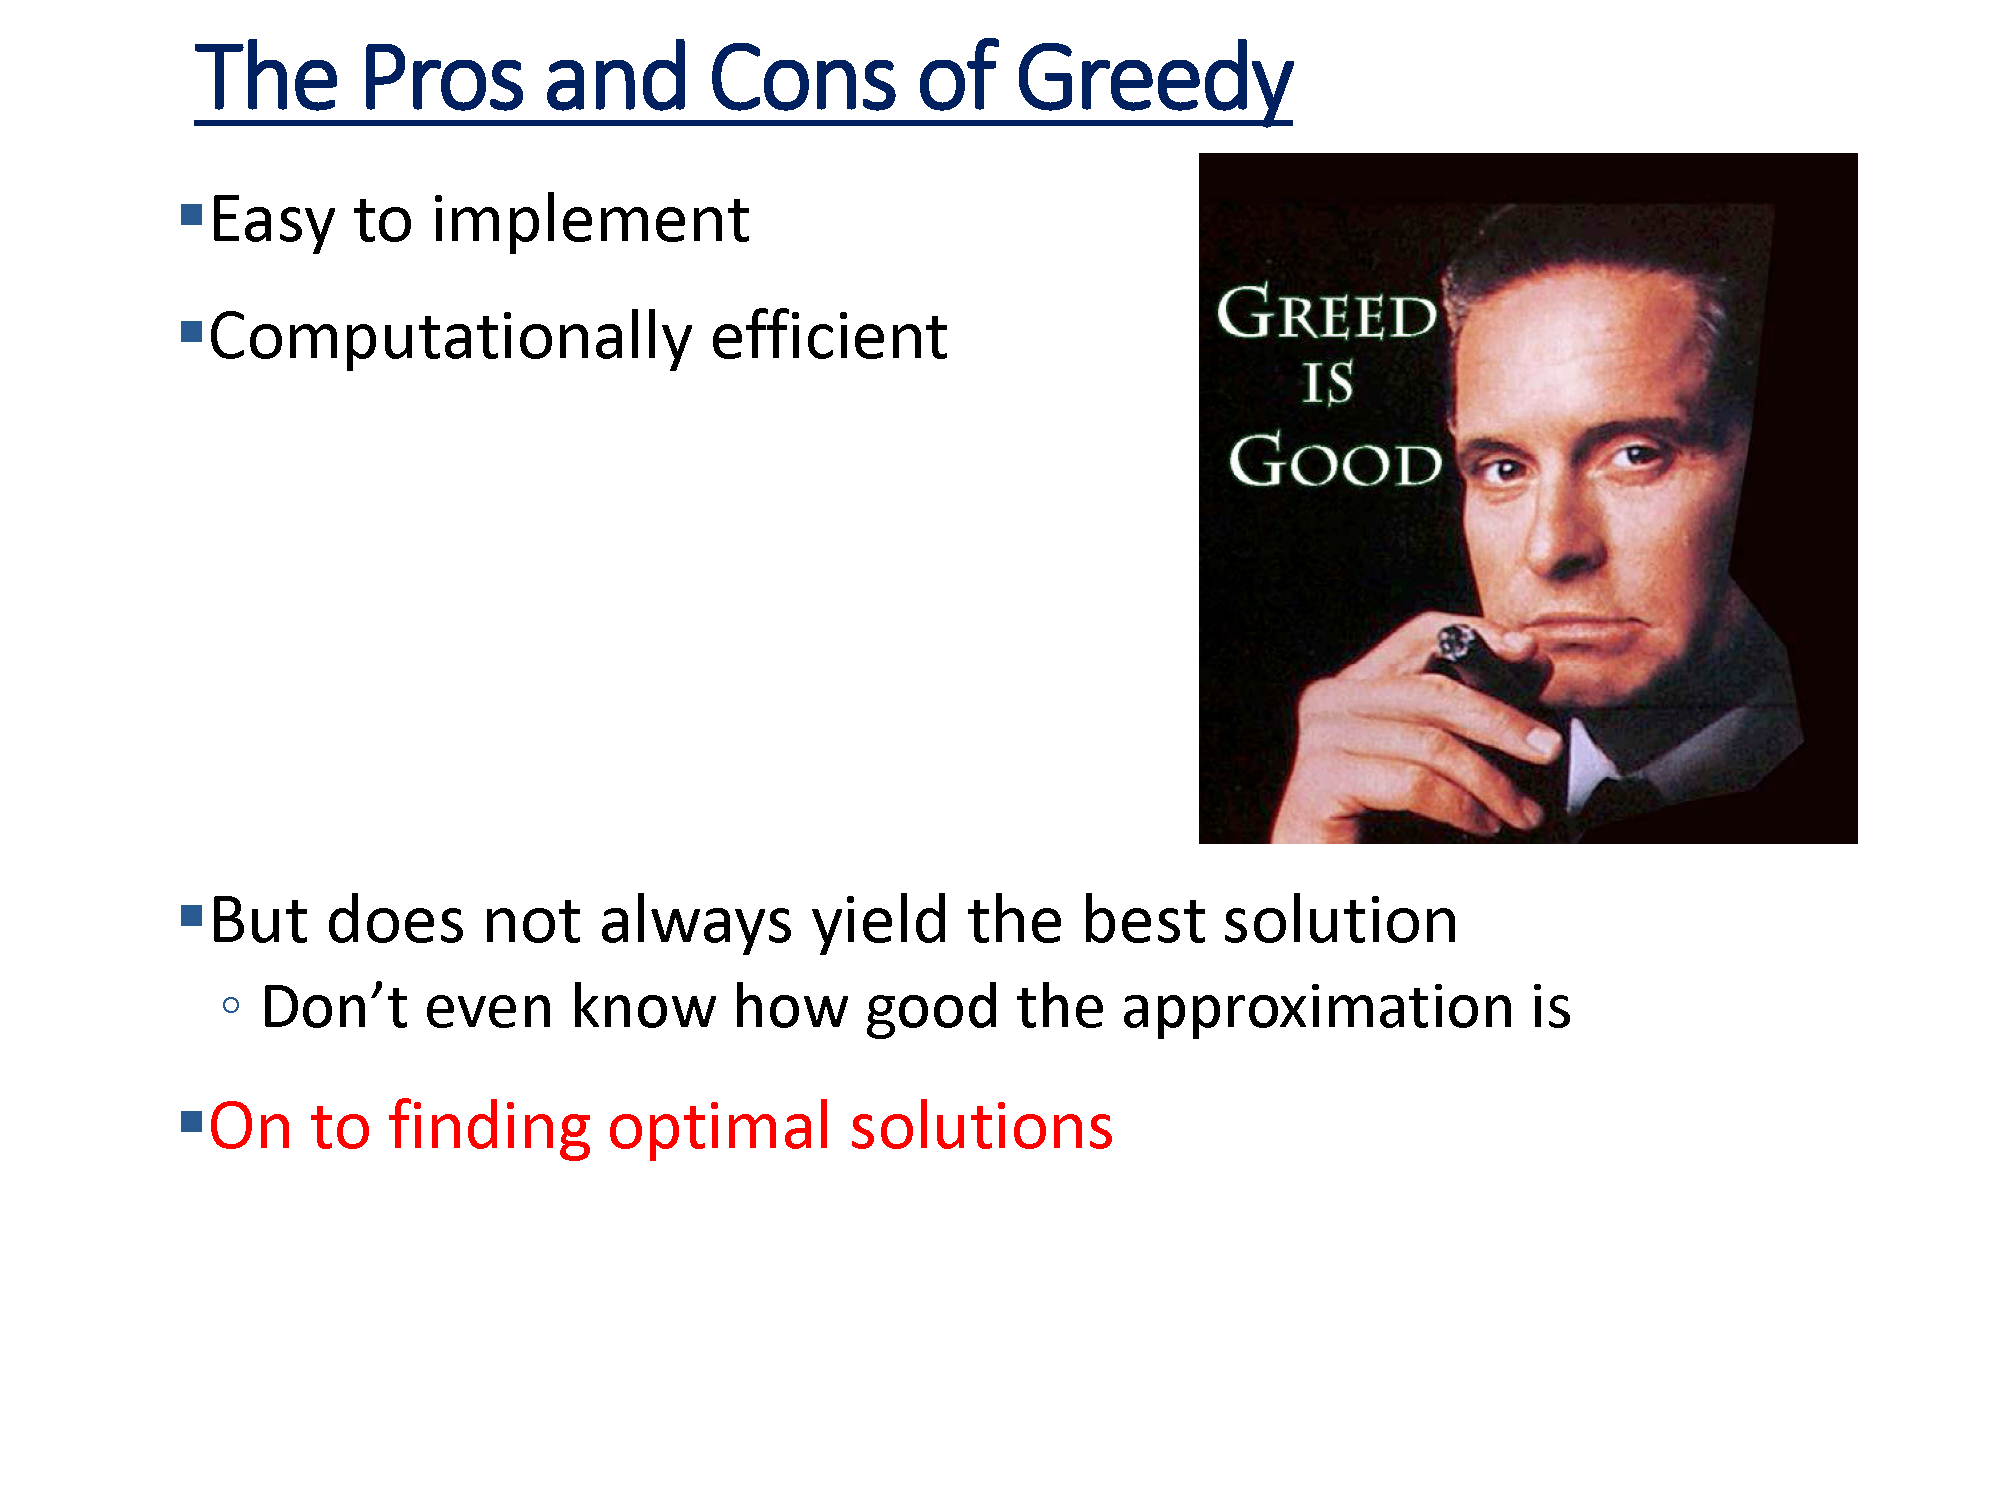 The Pros and Cons of Greedy
▪Easy to implement
▪Computationally efficient
GREED
IS
GOOD
▪But does not always yield the best solution
◦ Don’t even know how good the approximation is
▪On to finding optimal solutions